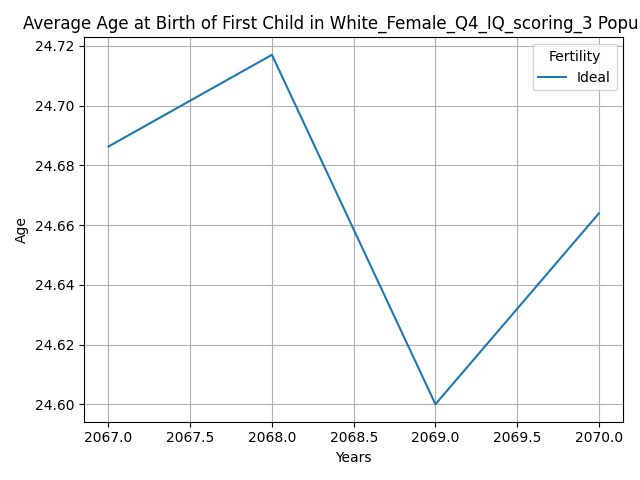 Average Age at Birth of First Child in White_Female_Q4_IQ_scoring_3 Popu
24.72
24.70
24.68
24.66
24.64
24.62
24.60
Age
Fertility
Ideal
2067.0 2067.5 2068.0 2068.5 2069.0 2069.5 2070.0
Years